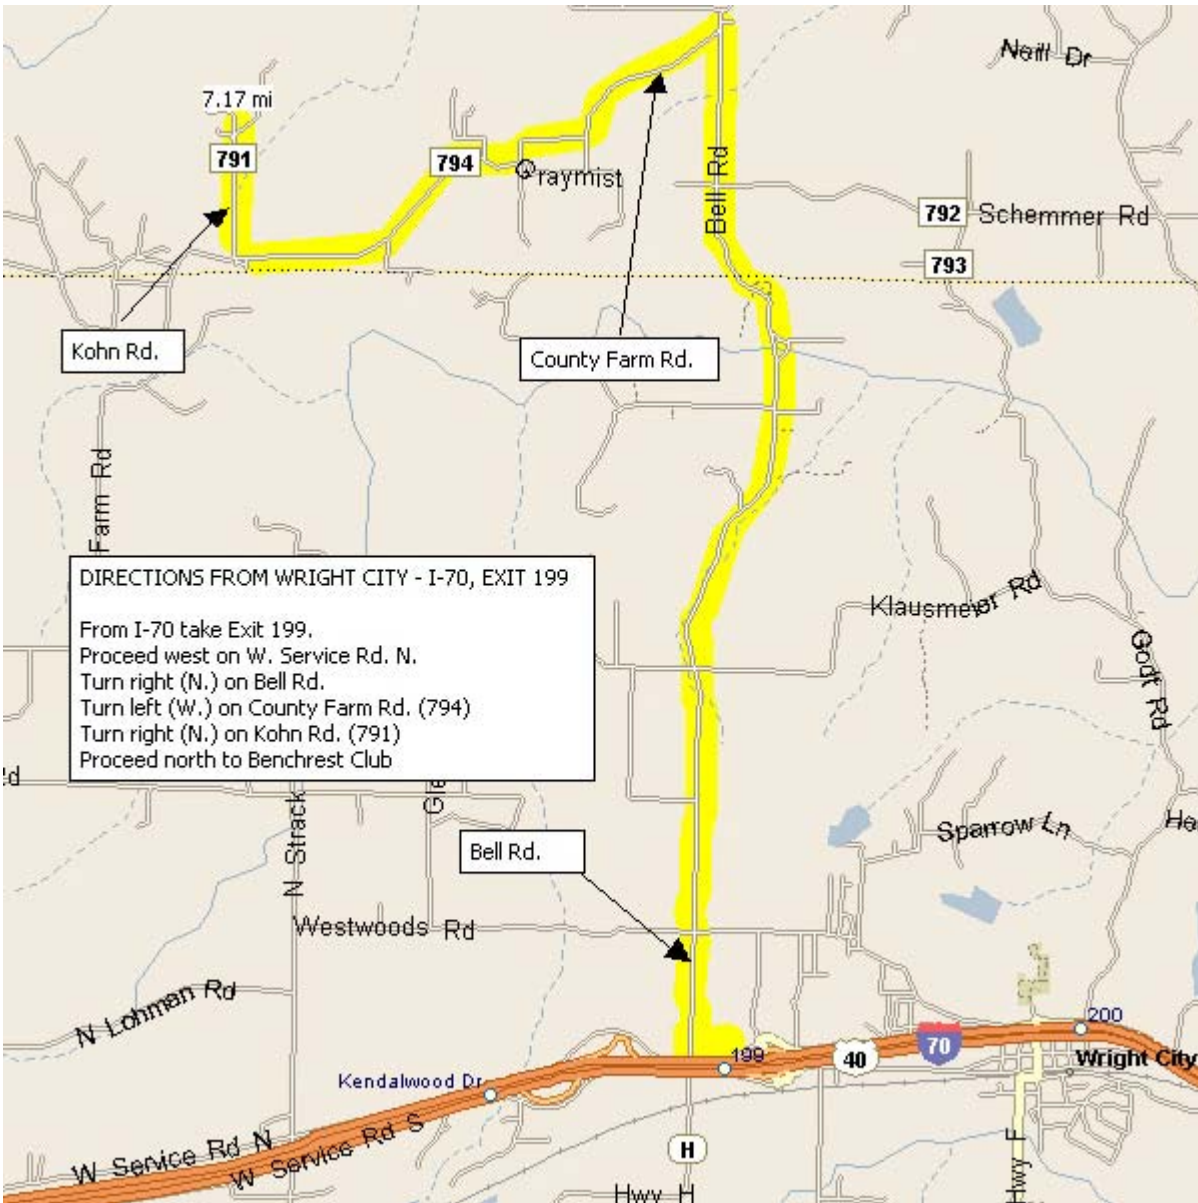 Neill Dr
7.17 mi
791
794
Graymist
Bell Rd
792
Schemmer Rd
793
Kohn Rd.
County Farm Rd.
Farm Rd
DIRECTIONS FROM WRIGHT CITY - I-70, EXIT 199
From I-70 take Exit 199.
Proceed west on W. Service Rd. N.
Turn right (N.) on Bell Rd.
Turn left (W.) on County Farm Rd. (794)
Turn right (N.) on Kohn Rd. (791)
Proceed north to Benchrest Club
Klausmeier Rd
Godt Rd
d
Gle
N Strack
Sparrow Ln
He
Bell Rd.
Westwoods Rd
N Lohman Rd
200
199
40
70
Wright City
Kendalwood Dr
W Service Rd N
W Service Rd S
H
Hwy H
Hwy F